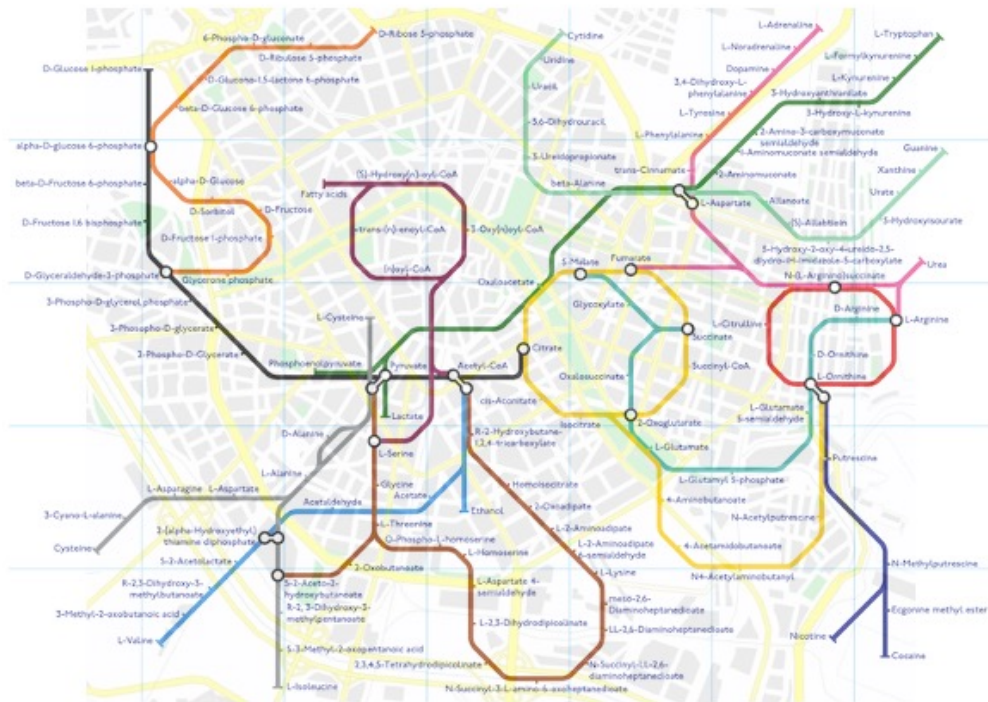 L-Adrenaline
D-Ribose 5-phosphate
Cytidine
L-Tryptophan
6-Phospho-D-gluconate
L-Noradrenaline
L-Formylkynurenine
D-Ribulose 5-phosphate
Uridine
Dopamine
D-Glucose 1-phosphate
L-Kynurenine
D-Glucono-1,5-lactone 6-phosphate
Uracil
3,4-Dihydroxy-L-
phenylalanine
3-Hydroxyanthranilate
beta-D-Glucose 6-phosphate
L-Tyrosine
3-Hydroxy-L-kynurenine
5,6-Dihydrouracil
L-Phenylalanine
2-Amino-3-carboxymuconate
semialdehyde
alpha-D-glucose 6-phosphate
Guanine
3-Ureidopropionate
2-Aminomuconate semialdehyde
trans-Cinnamate
Xanthine
2-Aminomuconate
beta-D-Fructose 6-phosphate
alpha-D-Glucose
(S)-Hydroxy(n)-oyl-CoA
beta-Alanine
Fatty acids
Urate
L-Aspartate
Allanoate
D-Sorbitol
D-Fructose
D-Fructose 1,6 bisphosphate
(S)-Allantoin
5-Hydroxyisourate
trans-(n)-enoyl-CoA
3-Oxy(n)oyl-CoA
D-Fructose 1-phosphate
5-Hydroxy-2-oxy-4-ureido-2,5-
dihydro-1H-imidazole-5-carboxylate
S-Malate
Fumarate
Urea
D-Glyceraldehyde-3-phosphate
Glycerone phosphate
(n)oyl-CoA
Oxaloacetate
N-(L-Arginino)succinate
3-Phospho-D-glycerol phosphate
Glyoxylate
D-Arginine
L-Cysteine
L-Citrulline
L-Arginine
3-Phospho-D-glycerate
Succinate
Citrate
2-Phospho-D-Glycerate
D-Ornithine
Phosphoenolpyruvate
Pyruvate
Acetyl-CoA
Succinyl-CoA
Oxalosuccinate
L-Ornithine
cis-Aconitate
Lactate
Isocitrate
2-Oxoglutarate
L-Glutamate
5-semialdehyde
D-Alanine
R-2-Hydroxybutane-
1,2,4-tricarboxylate
L-Serine
L-Glutamate
Putrescine
L-Alanine
Glycine
Homoisocitrate
L-Glutamyl 5-phosphate
L-Asparagine
L-Aspartate
Acetaldehyde
Acetate
4-Aminobutanoate
Ethanol
2-Oxoadipate
3-Cyano-L-alanine
N-Acetylputrescine
L-Threonine
L-2-Aminoadipate
2-(alpha-Hydroxyethyl)
thiamine diphosphate
O-Phospho-L-homoserine
L-2-Aminoadipate
6-semialdehyde
4-Acetamidobutanoate
Cysteine
L-Homoserine
S-2-Acetolactate
2-Oxobutanoate
L-Lysine
N4-Acetylaminobutanyl
N-Methylputrescine
R-2,3-Dihydroxy-3-
methylbutanoate
S-2-Aceto-2-
hydroxybutanoate
L-Aspartate 4-
semialdehyde
meso-2,6-
Diaminoheptanedioate
3-Methyl-2-oxobutanoic acid
R-2, 3-Dihydroxy-3-
methylpentanoate
L-2,3-Dihydrodipicolinate
LL-2,6-Diaminoheptanedioate
Ecgonine methyl ester
L-Valine
Nicotine
S-3-Methyl-2-oxopentanoic acid
Cocaine
2,3,4,5-Tetrahydrodipicolinate
N-Succinyl-LL-2,6-
diaminoheptanedioate
L-Isoleucine
N-Succinyl-3-L-amino-6-oxoheptanedioate